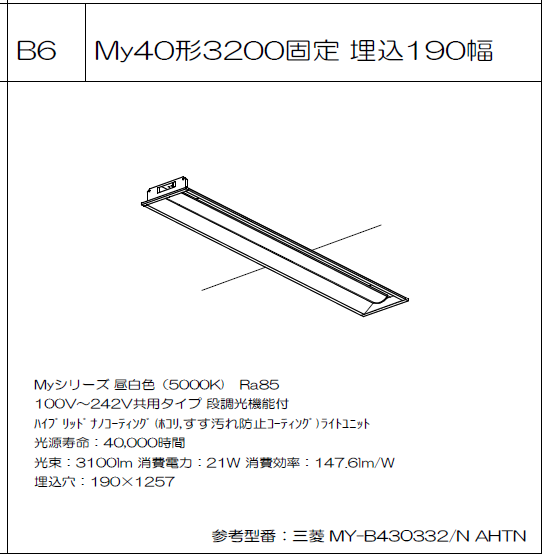 B6 My40形3200固定 埋込190幅
Myシリーズ 昼白色（5000K） Ra85
100V～242V共用タイプ 段調光機能付
ﾊｲﾌﾞﾘｯﾄﾞﾅﾉｺｰﾃｨﾝｸﾞ(ﾎｺﾘ,すす汚れ防止ｺｰﾃｨﾝｸﾞ)ﾗｲﾄﾕﾆｯﾄ
光源寿命：40,000時間
光束：3100lm 消費電力：21W 消費効率：147.6lm/W
埋込穴：190×1257
参考型番：三菱 MY-B430332/N AHTN